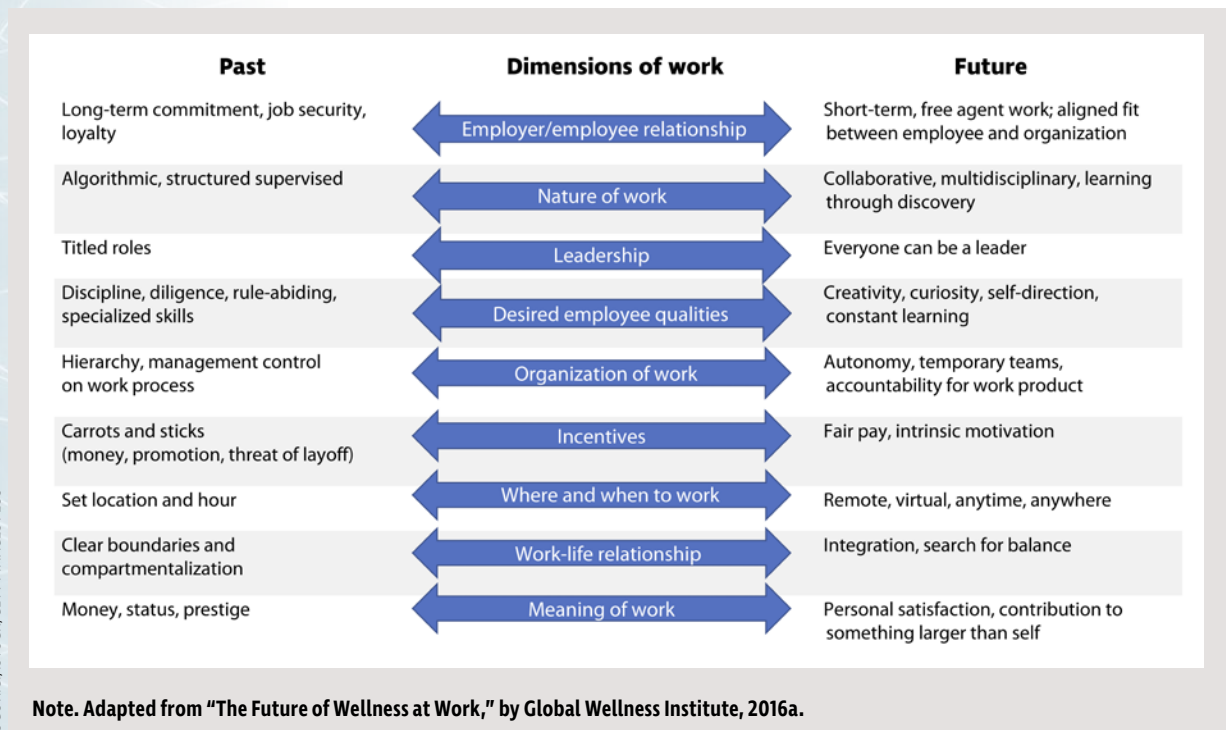 Past
Dimensions of work
Future
Long-term commitment, job security,
loyalty
Employer/employee relationship
Short-term, free agent work; aligned fit
between employee and organization
Algorithmic, structured supervised
Nature of work
Collaborative, multidisciplinary, learning
through discovery
Titled roles
Leadership
Everyone can be a leader
Discipline, diligence, rule-abiding,
specialized skills
Desired employee qualities
Creativity, curiosity, self-direction,
constant learning
Hierarchy, management control
on work process
Organization of work
Autonomy, temporary teams,
accountability for work product
Carrots and sticks
(money, promotion, threat of layoff)
Incentives
Fair pay, intrinsic motivation
Set location and hour
Where and when to work
Remote, virtual, anytime, anywhere
Clear boundaries and
compartmentalization
Work-life relationship
Integration, search for balance
Money, status, prestige
Meaning of work
Personal satisfaction, contribution to
something larger than self
Note. Adapted from “The Future of Wellness at Work,” by Global Wellness Institute, 2016a.